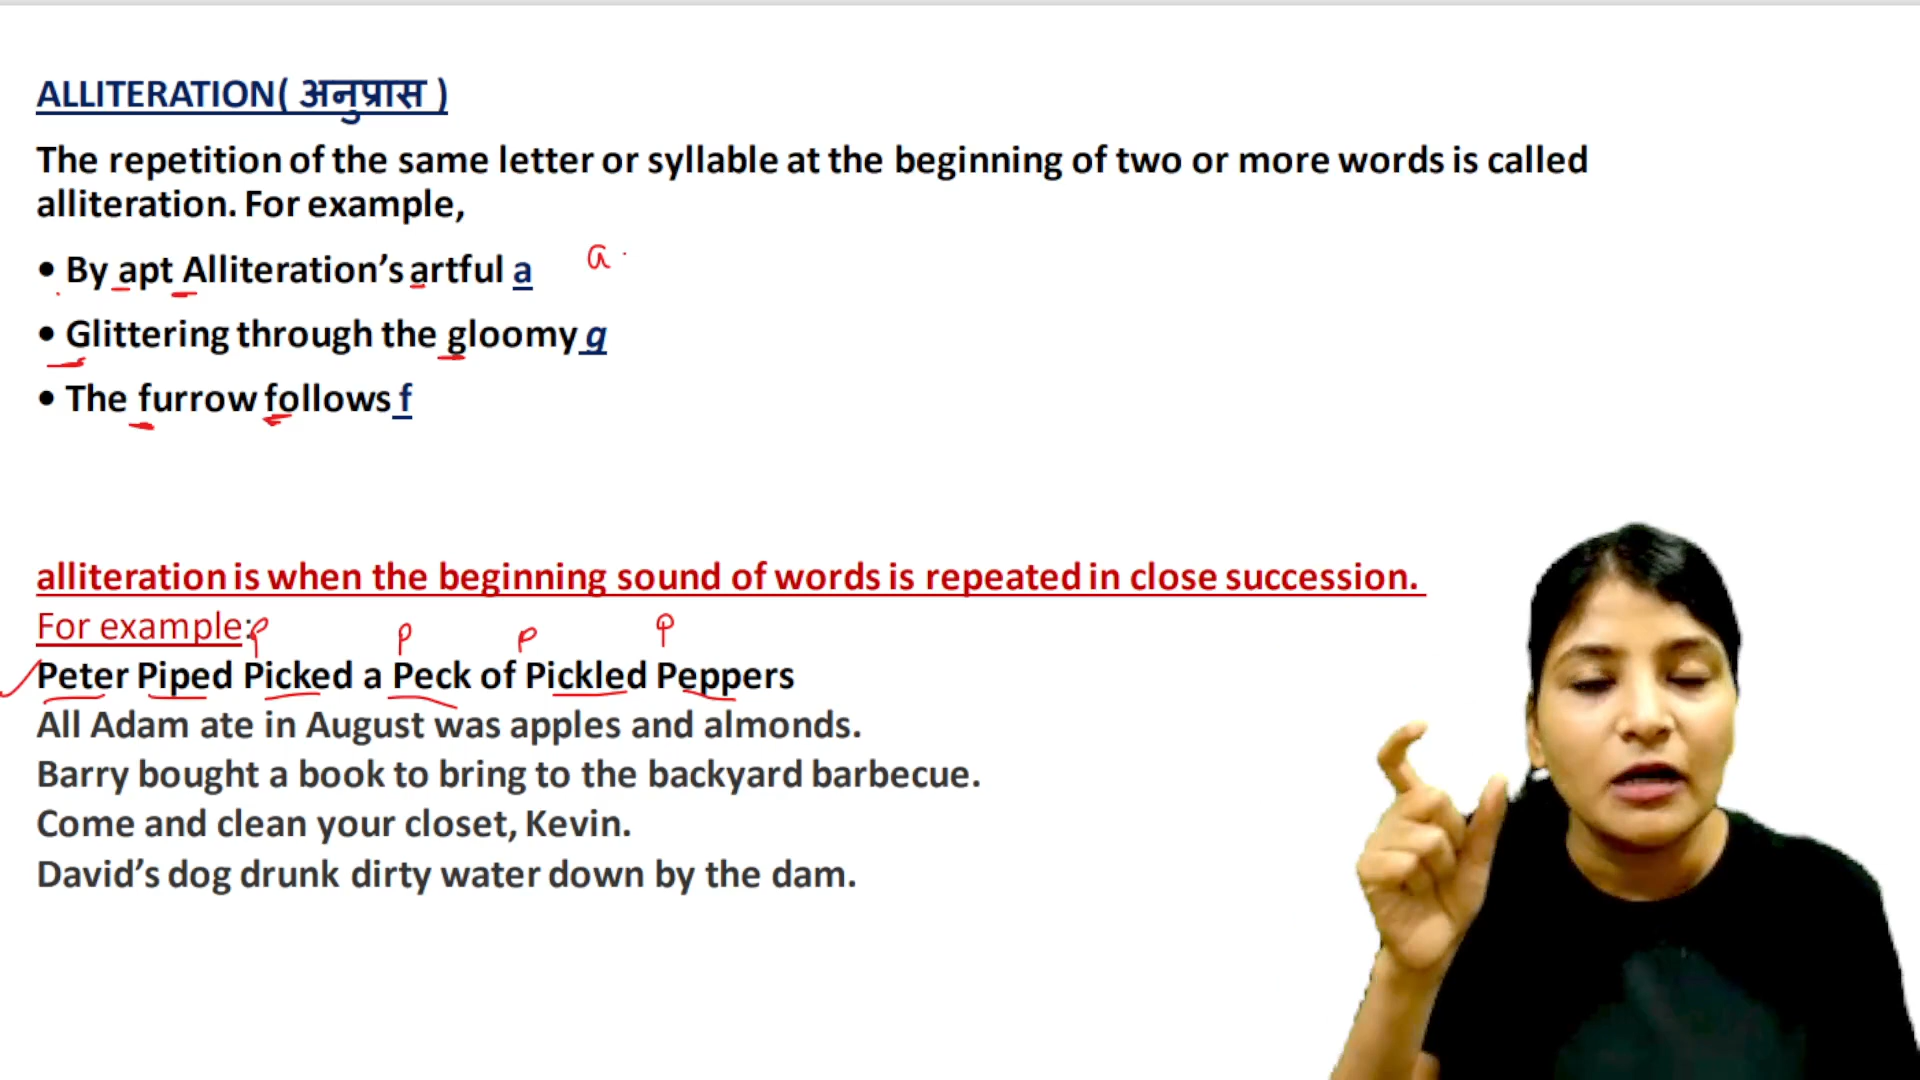 ALLITERATION( अनुप्रास )
The repetition of the same letter or syllable at the beginning of two or more words is called
alliteration. For example,
• By apt Alliteration’s artful a a
• Glittering through the gloomy g
• The furrow follows f
alliteration is when the beginning sound of words is repeated in close succession.
For example:
P P P P
Peter Piped Picked a Peck of Pickled Peppers
All Adam ate in August was apples and almonds.
Barry bought a book to bring to the backyard barbecue.
Come and clean your closet, Kevin.
David’s dog drunk dirty water down by the dam.